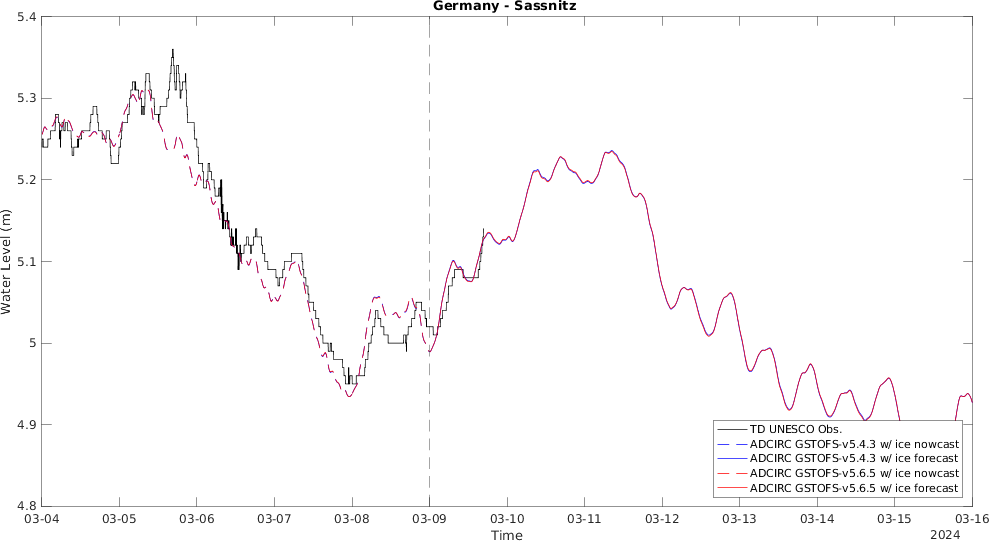 Germany - Sassnitz
5.4
5.3
5.2
5.1
5
4.9
4.8
Water Level (m)
TD UNESCO Obs.
ADCIRC GSTOFS-v5.4.3 w/ ice nowcast
ADCIRC GSTOFS-v5.4.3 w/ ice forecast
ADCIRC GSTOFS-v5.6.5 w/ ice nowcast
ADCIRC GSTOFS-v5.6.5 w/ ice forecast
03-04 03-05 03-06 03-07 03-08 03-09 03-10 03-11 03-12 03-13 03-14 03-15 03-16
Time
2024